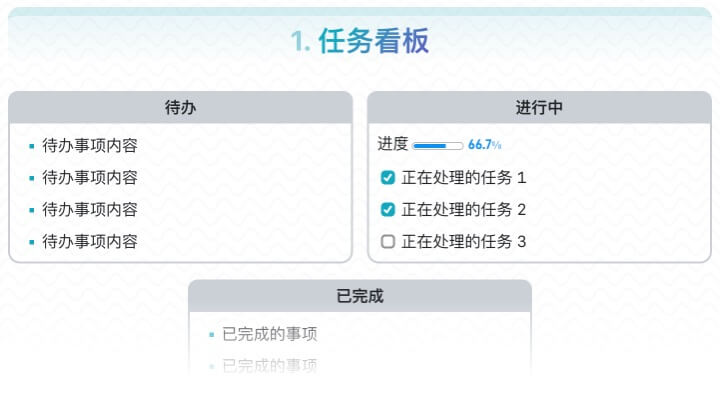 1. 任务看板
待办
待办事项内容
待办事项内容
待办事项内容
待办事项内容
进行中
进度 66.7%
正在处理的任务 1
正在处理的任务 2
正在处理的任务 3
已完成
已完成的事项
已完成的事项